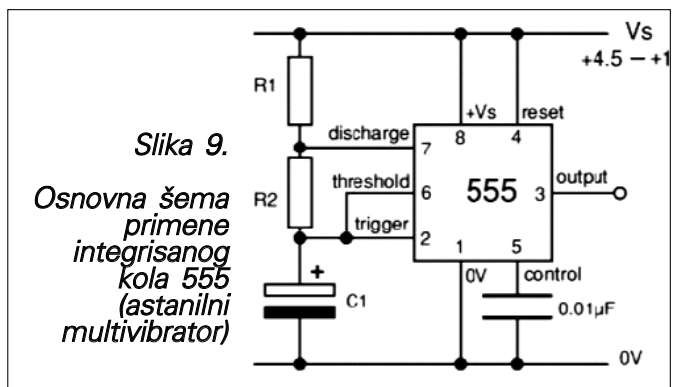 Vs
+4.5 – +1
R1
+Vs
reset
8
4
discharge
7
Slika 9.
threshold
6
555
3
output
R2
Osnovna šema
primene
integrisanog
kola 555
(astanilni
multivibrator)
trigger
2
1
5
0V
control
+
C1
0.01µF
0V